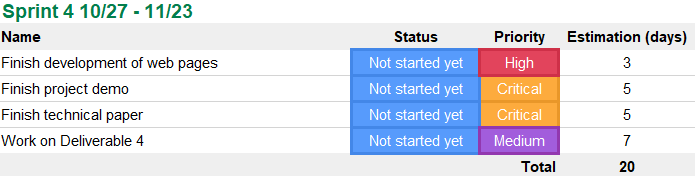 Sprint 4 10/27 - 11/23
Name Status Priority Estimation (days)
Finish development of web pages Not started yet High 3
Finish project demo Not started yet Critical 5
Finish technical paper Not started yet Critical 5
Work on Deliverable 4 Not started yet Medium 7
Total 20